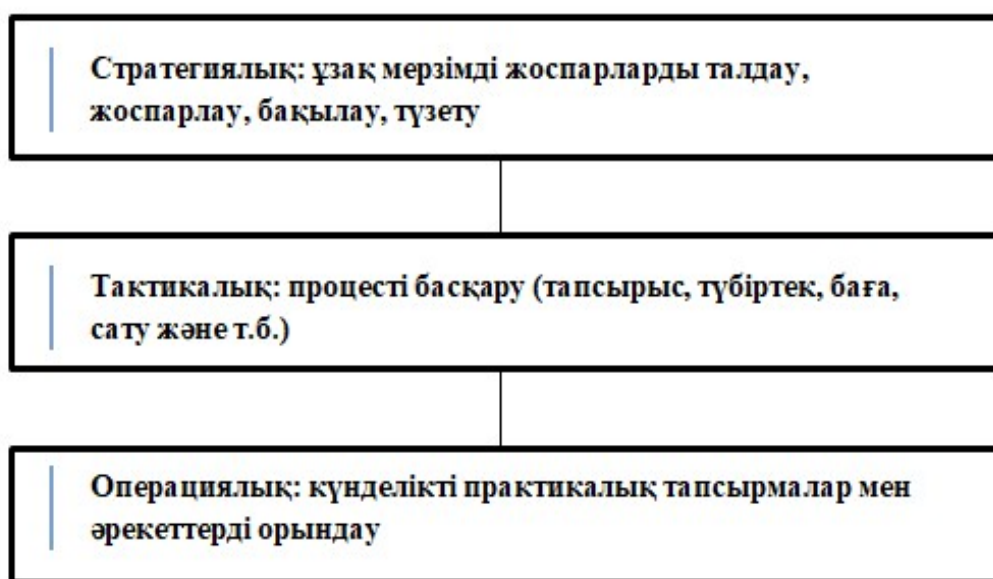 Стратегиялық: ұзақ мерзімді жоспарларды талдау,
жоспарлау, бақылау, түзету
Тактикалық: процесті басқару (тапсырыс, түбіртек, баға,
сату және т.б.)
Операциялық: күнделікті практикалық тапсырмалар мен
әрекеттерді орындау